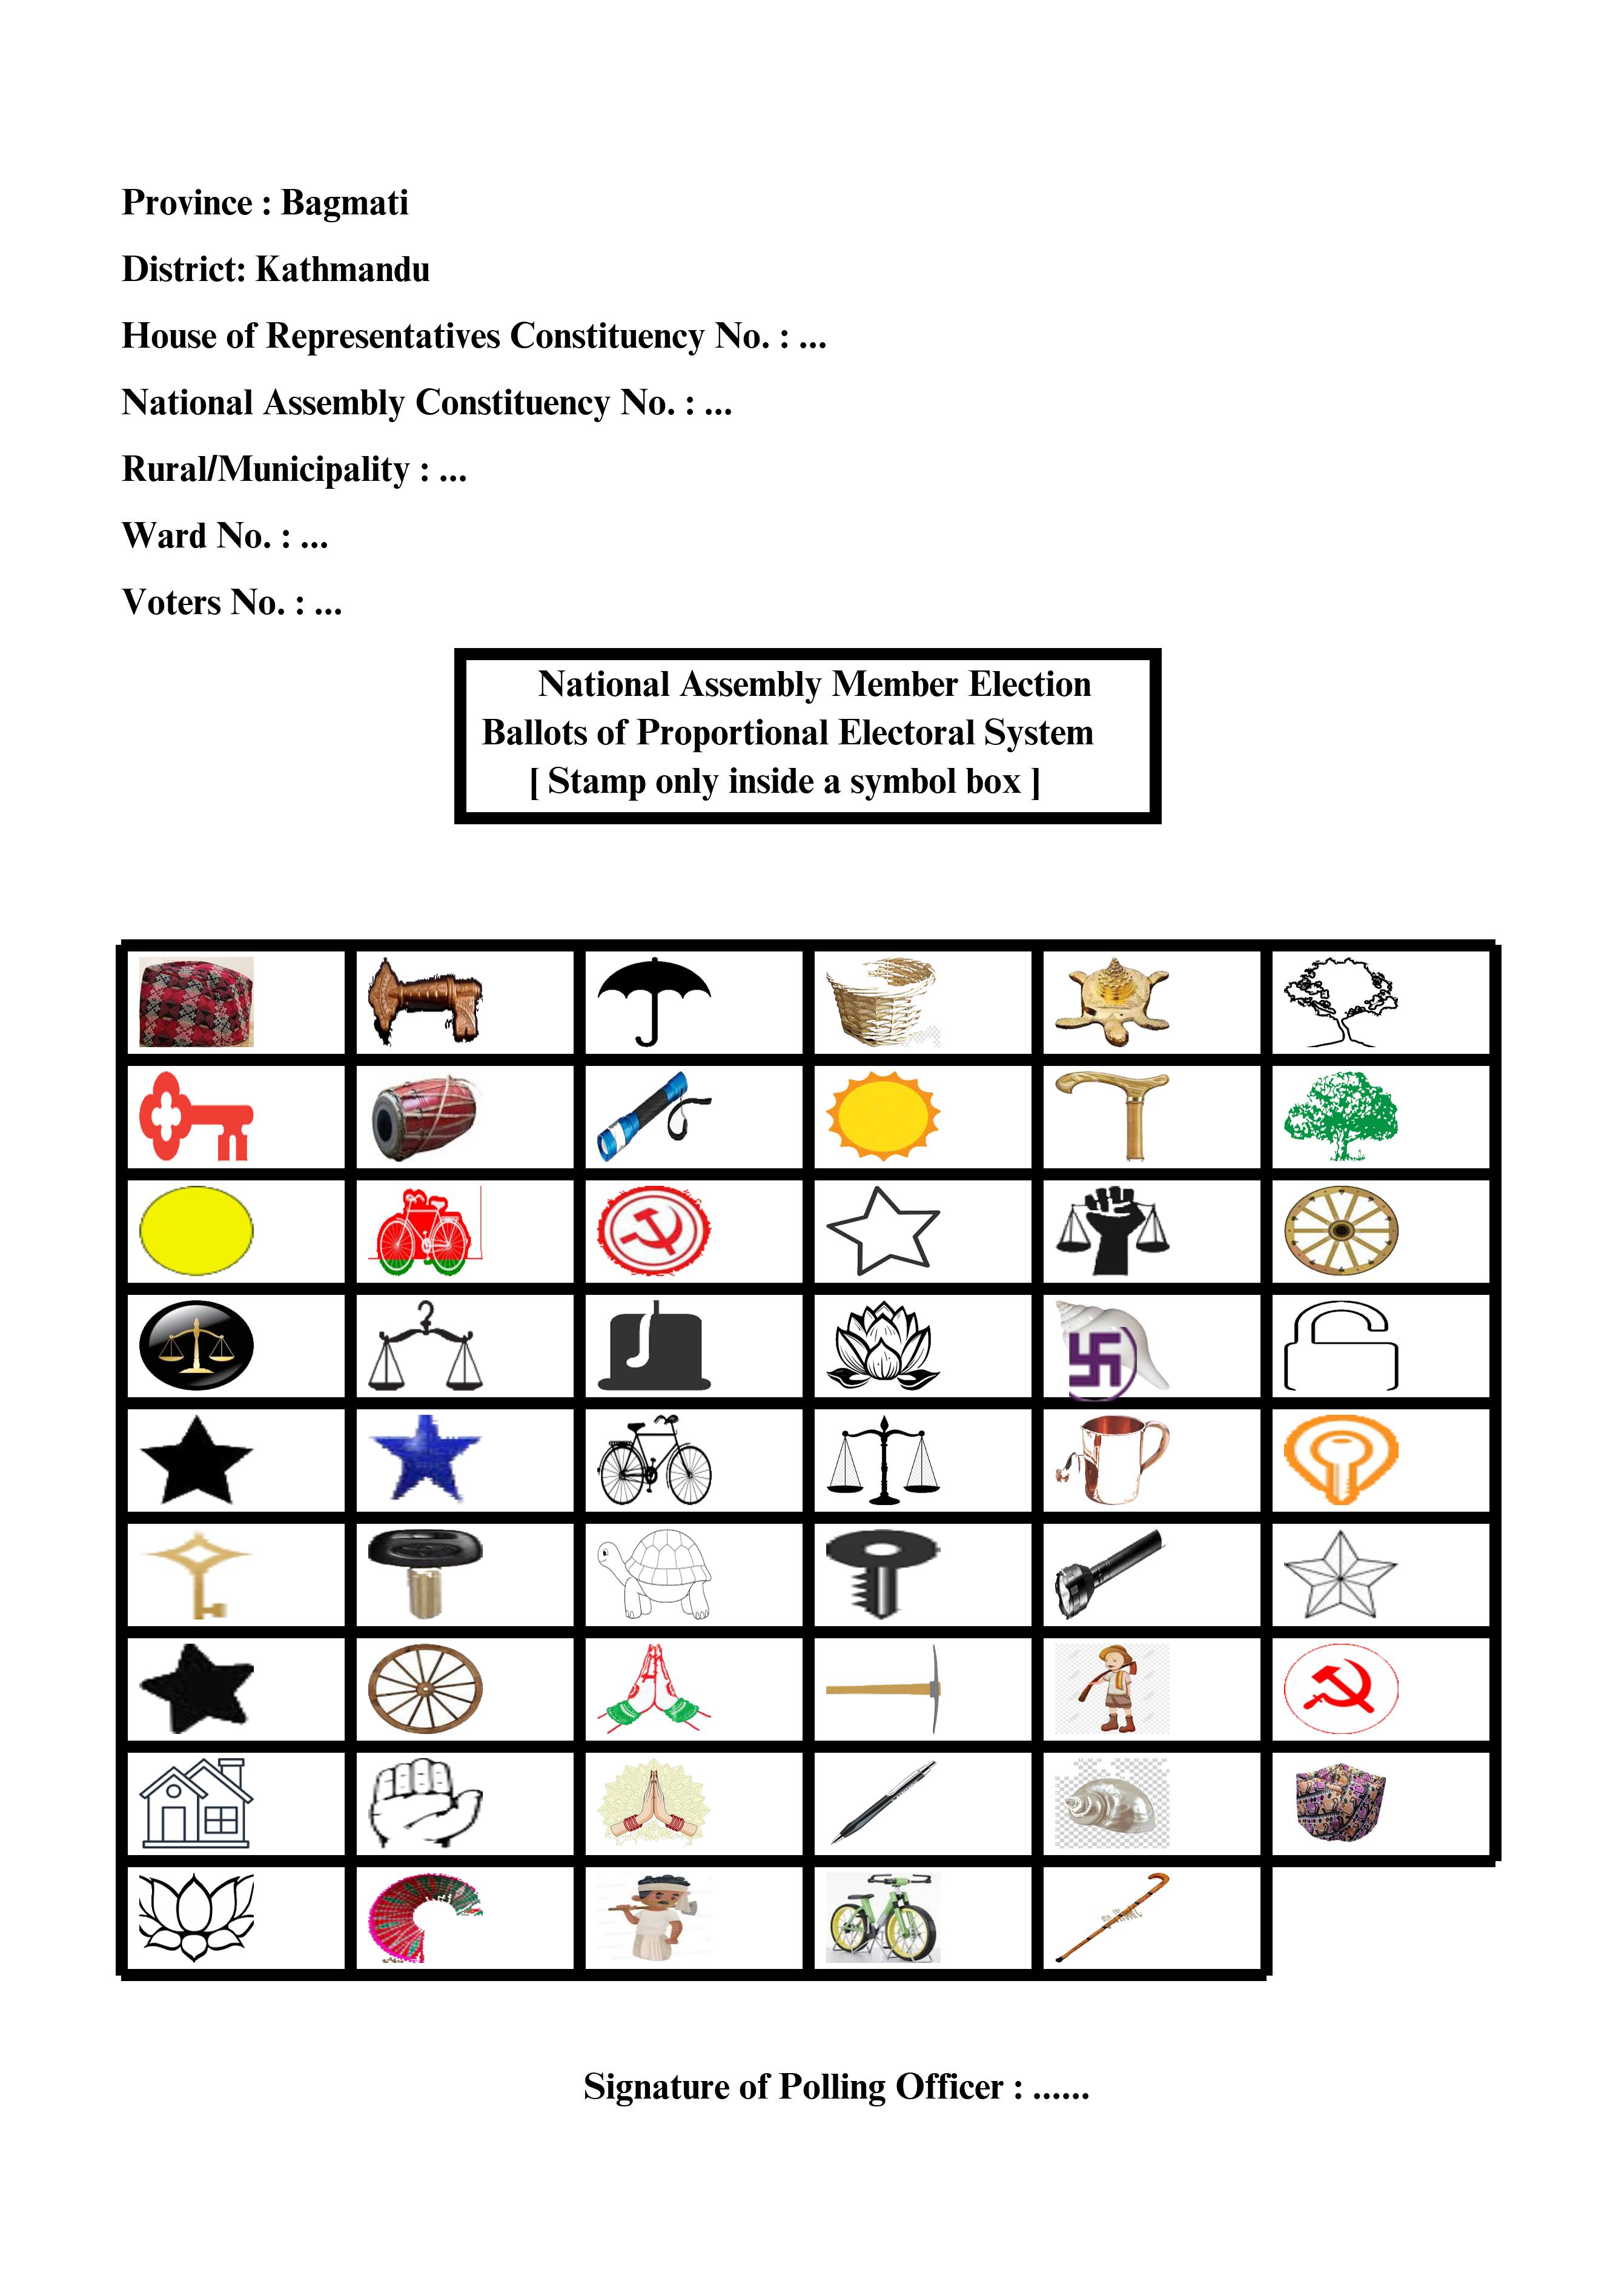 Province : Bagmati
District: Kathmandu
House of Representatives Constituency No. : ...
National Assembly Constituency No. : ...
Rural/Municipality : ...
Ward No. : ...
Voters No. : ...
National Assembly Member Election
Ballots of Proportional Electoral System
[ Stamp only inside a symbol box ]
Signature of Polling Officer : ......